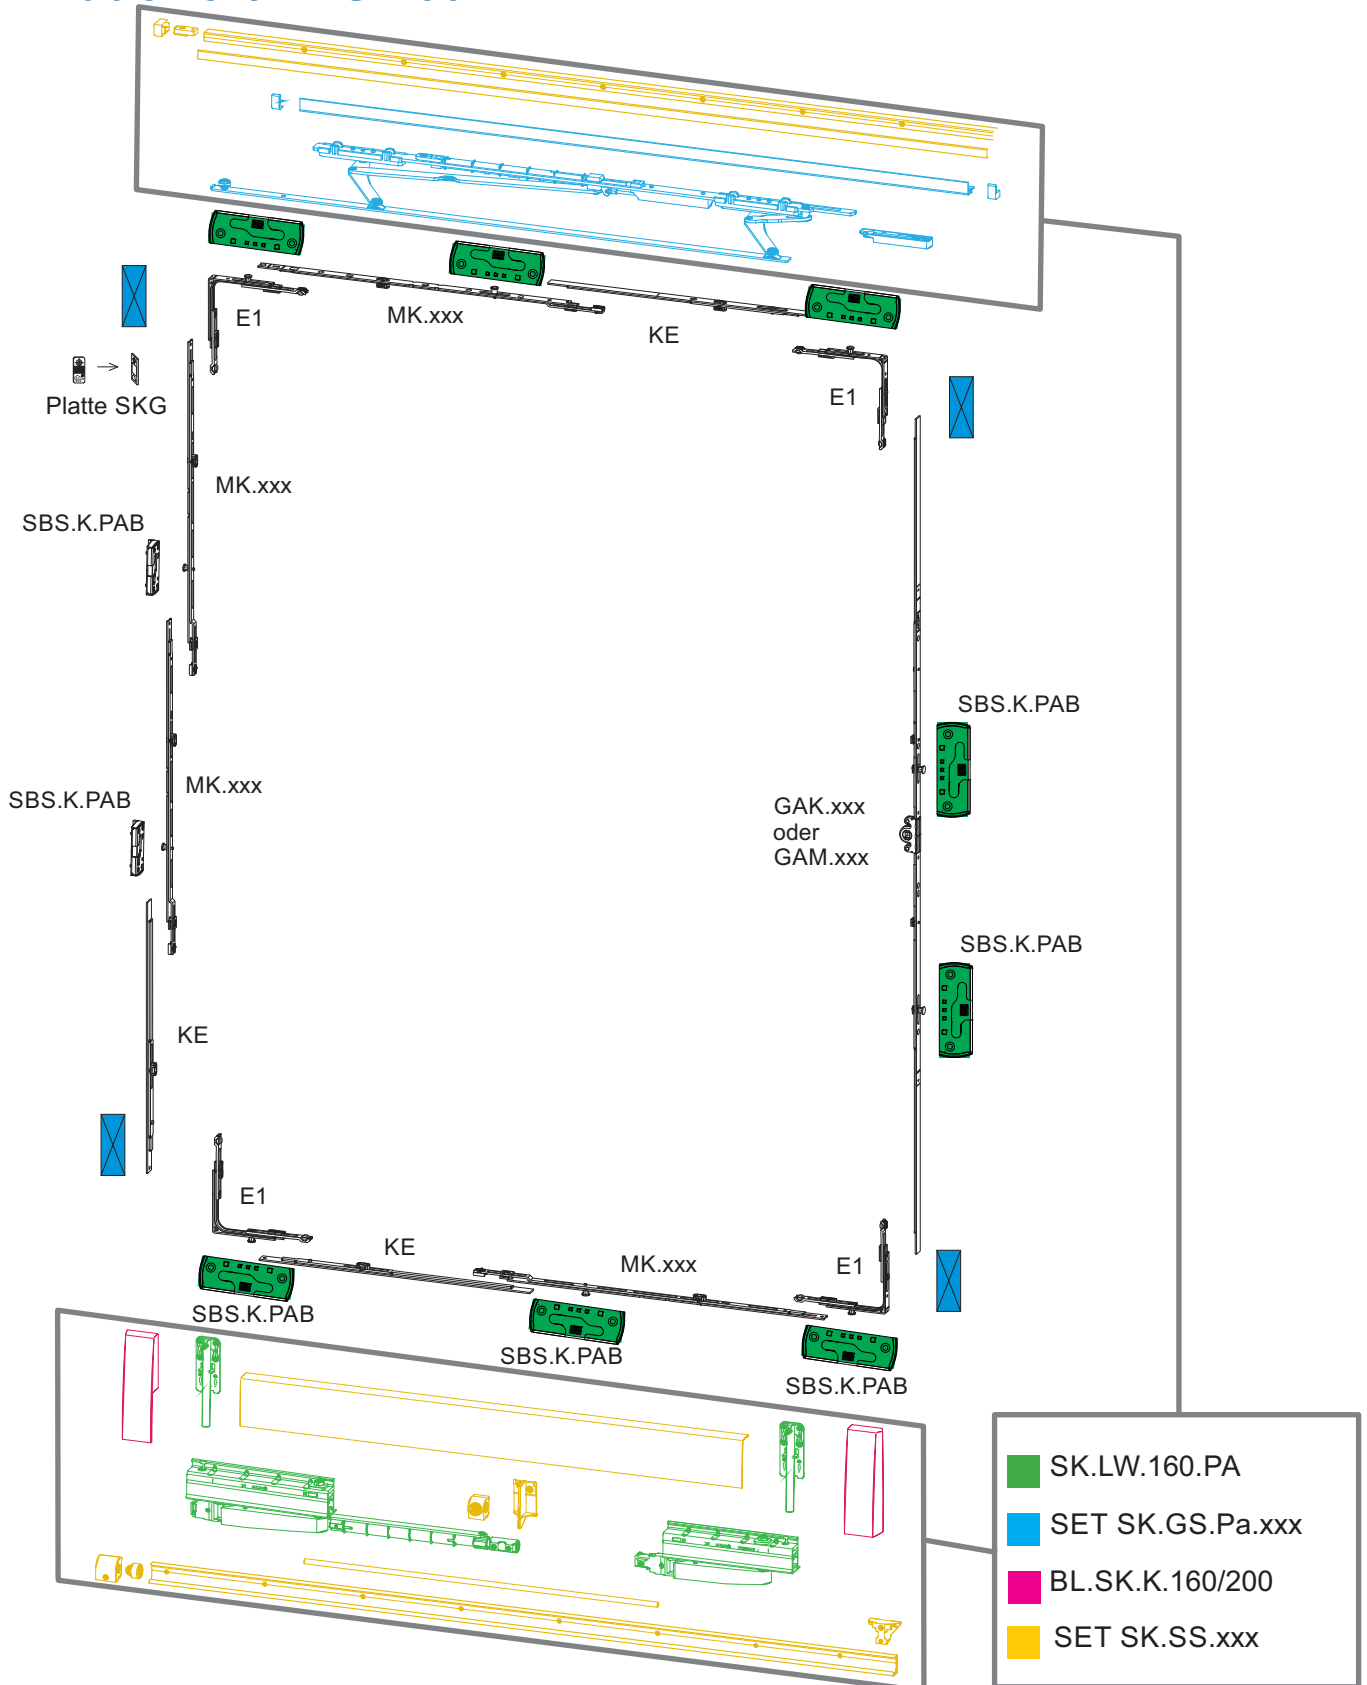 E1
MK.xxx
KE
E1
Platte SKG
MK.xxx
SBS.K.PAB
SBS.K.PAB
MK.xxx
SBS.K.PAB
GAK.xxx
oder
GAM.xxx
SBS.K.PAB
KE
E1
KE
MK.xxx
E1
SBS.K.PAB
SBS.K.PAB
SBS.K.PAB
SK.LW.160.PA
SET SK.GS.Pa.xxx
BL.SK.K.160/200
SET SK.SS.xxx